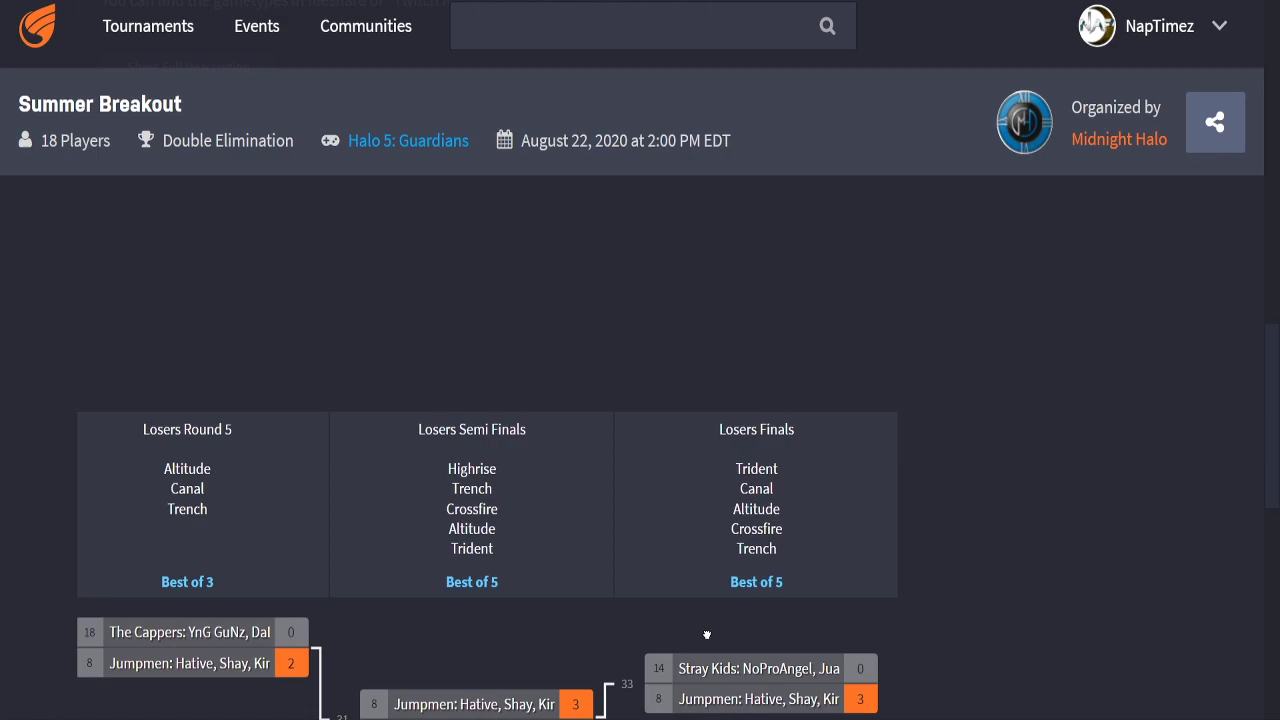 Tournaments Events Communities NapTimez
Summer Breakout
18 Players Double Elimination Halo 5: Guardians August 22, 2020 at 2:00 PM EDT
Organized by
Midnight Halo
Losers Round 5
Altitude
Canal
Trench
Best of 3
Losers Semi Finals
Highrise
Trench
Crossfire
Altitude
Trident
Best of 5
Losers Finals
Trident
Canal
Altitude
Crossfire
Trench
Best of 5
18 The Cappers: YnG GuNz, Dal 0
8 Jumpmen: Hative, Shay, Kir 2
31
8 Jumpmen: Hative, Shay, Kir 3
33
14 Stray Kids: NoProAngel, Jua 0
8 Jumpmen: Hative, Shay, Kir 3